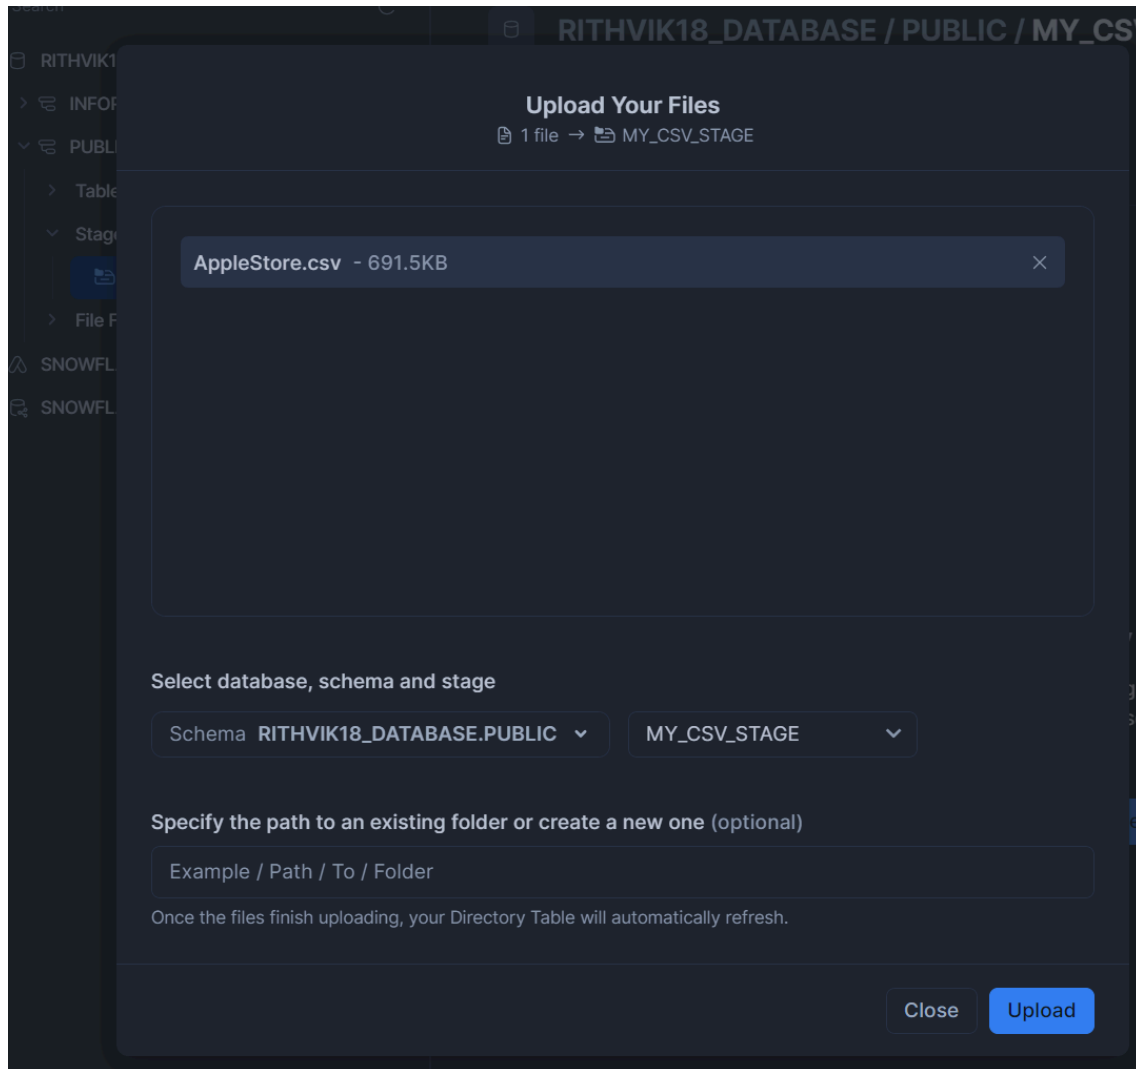 Search
RITHVIK18_DATABASE / PUBLIC / MY_CSV
RITHVIK1
INFOR
PUBLI
Table
Stage
File F
SNOWFL
SNOWFL
Upload Your Files
1 file → MY_CSV_STAGE
AppleStore.csv - 691.5KB
Select database, schema and stage
Schema RITHVIK18_DATABASE.PUBLIC
MY_CSV_STAGE
Specify the path to an existing folder or create a new one (optional)
Example / Path / To / Folder
Once the files finish uploading, your Directory Table will automatically refresh.
Close
Upload